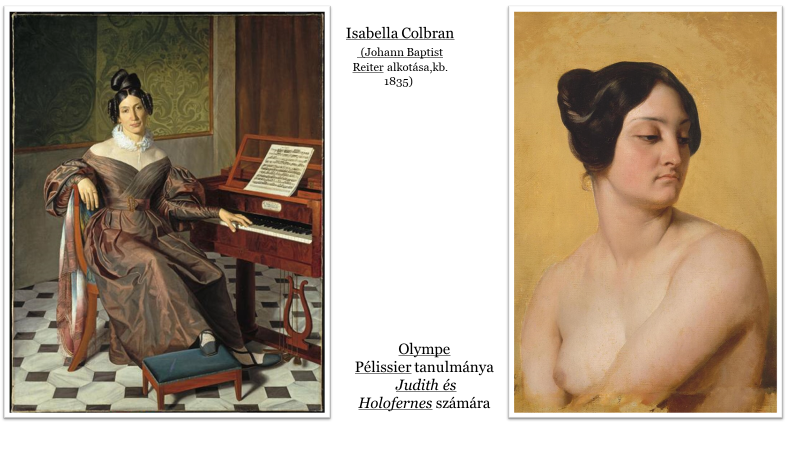 Isabella Colbran
(Johann Baptist
Reiter alkotása,kb.
1835)
Olympe
Pélissier tanulmánya
Judith és
Holofernes számára